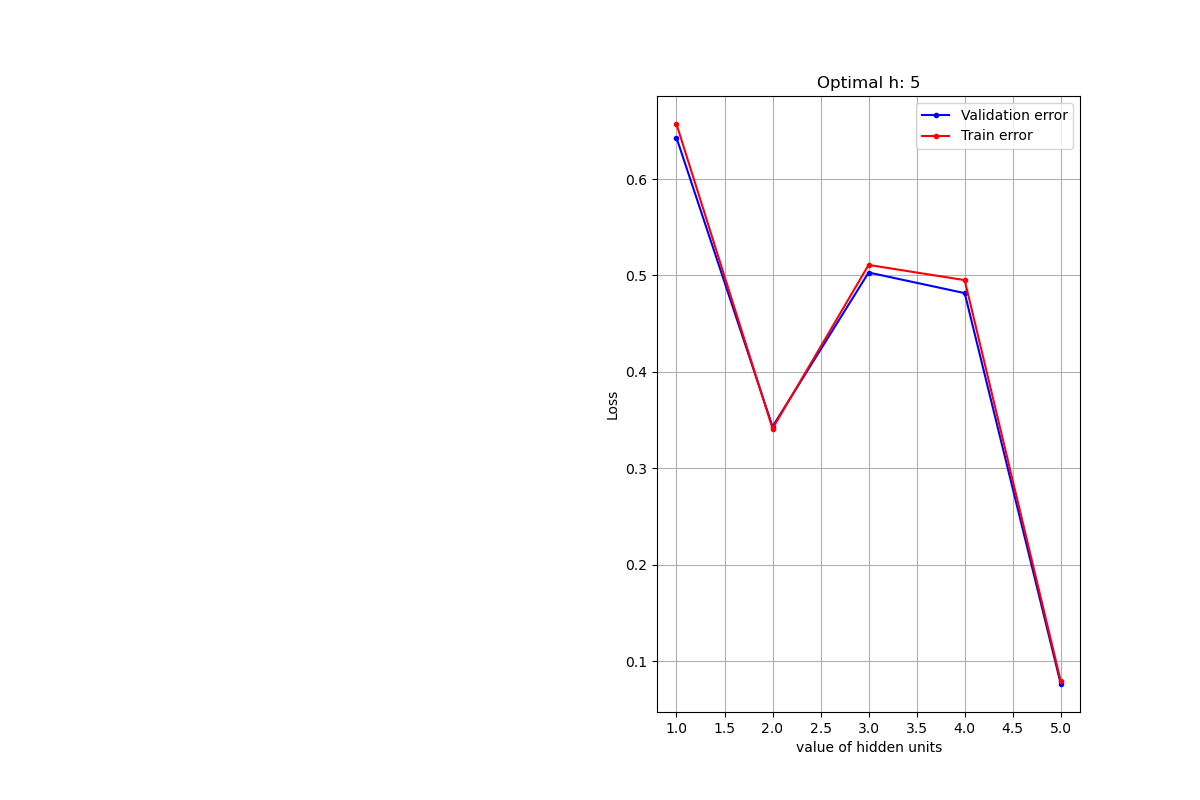 Optimal h: 5
Validation error
Train error
0.6
0.5
0.4
0.3
0.2
0.1
Loss
1.0 1.5 2.0 2.5 3.0 3.5 4.0 4.5 5.0
value of hidden units